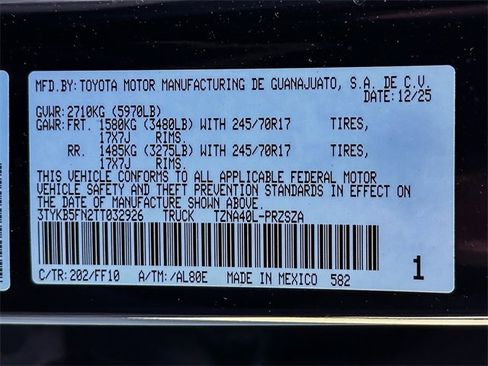 MFD.BY: TOYOTA MOTOR MANUFACTURING DE GUANAJUATO, S.A. DE C.V.
DATE: 12/25
GVWR: 2710KG (5970LB)
GAWR: FRT. 1580KG (3480LB) WITH 245/70R17 TIRES,
17X7J RIMS.
RR. 1485KG (3275LB) WITH 245/70R17 TIRES,
17X7J RIMS.
THIS VEHICLE CONFORMS TO ALL APPLICABLE FEDERAL MOTOR
VEHICLE SAFETY AND THEFT PREVENTION STANDARDS IN EFFECT ON
THE DATE OF MANUFACTURE SHOWN ABOVE.
3TYKB5FN2TT032926 TRUCK TZNA40L-PRZSZA
C/TR: 202/FF10 A/TM: /AL80E MADE IN MEXICO 582
1